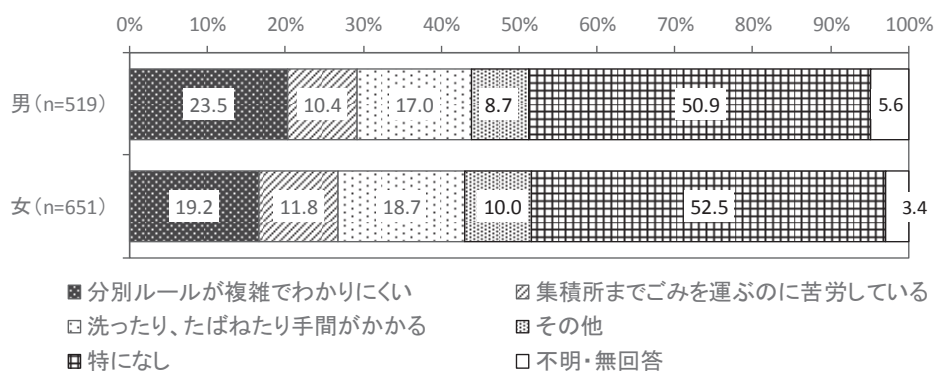 0% 10% 20% 30% 40% 50% 60% 70% 80% 90% 100%
男(n=519) 23.5 10.4 17.0 8.7 50.9 5.6
女(n=651) 19.2 11.8 18.7 10.0 52.5 3.4
分別ルールが複雑でわかりにくい 集積所までごみを運ぶのに苦労している
洗ったり、たばねたり手間がかかる その他
特になし 不明・無回答